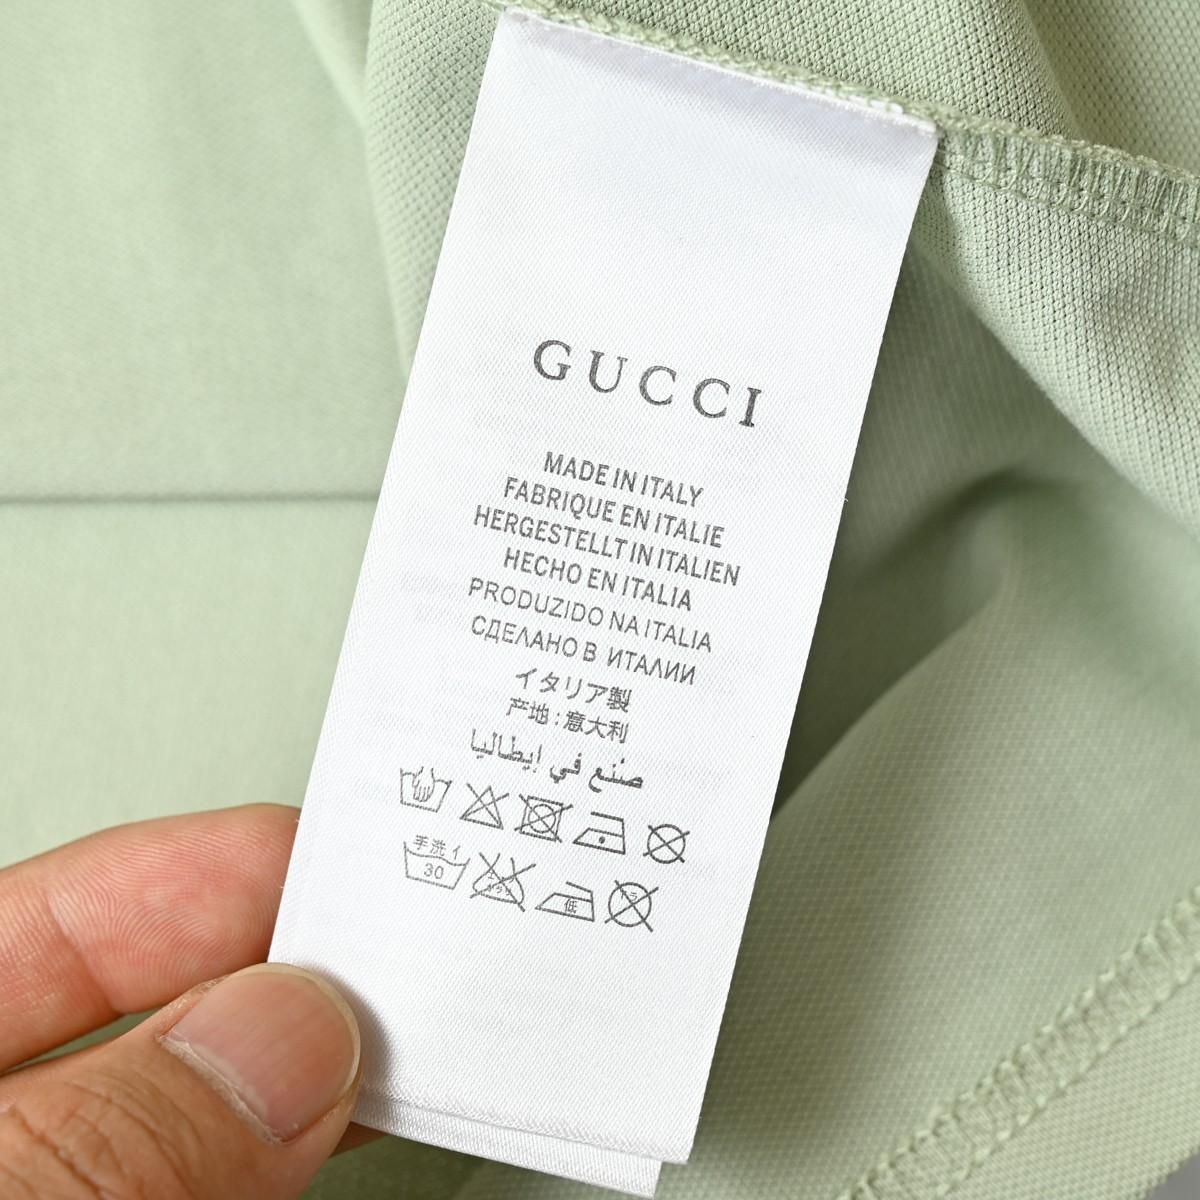 GUCCI
MADE IN ITALY
FABRIQUE EN ITALIE
HERGESTELLT IN ITALIEN
HECHO EN ITALIA
PRODUZIDO NA ITALIA
СДЕЛАНО В ИТАЛИИ
イタリア製
产地:意大利
صُنع في إيطاليا
手洗イ
30
低